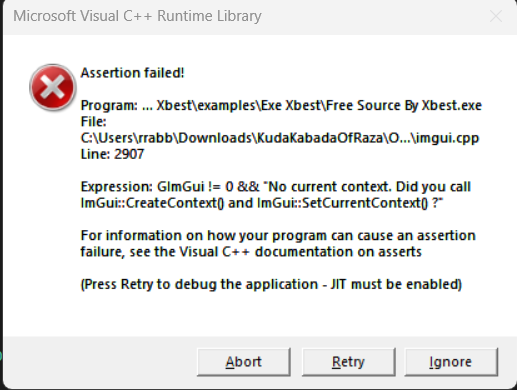 Microsoft Visual C++ Runtime Library
Assertion failed!
Program: ... Xbest\examples\Exe Xbest\Free Source By Xbest.exe
File:
C:\Users\rrabb\Downloads\KudaKabadaOfRaza\O...\imgui.cpp
Line: 2907
Expression: GImGui != 0 && "No current context. Did you call
ImGui::CreateContext() and ImGui::SetCurrentContext() ?"
For information on how your program can cause an assertion
failure, see the Visual C++ documentation on asserts
(Press Retry to debug the application - JIT must be enabled)
Abort
Retry
Ignore